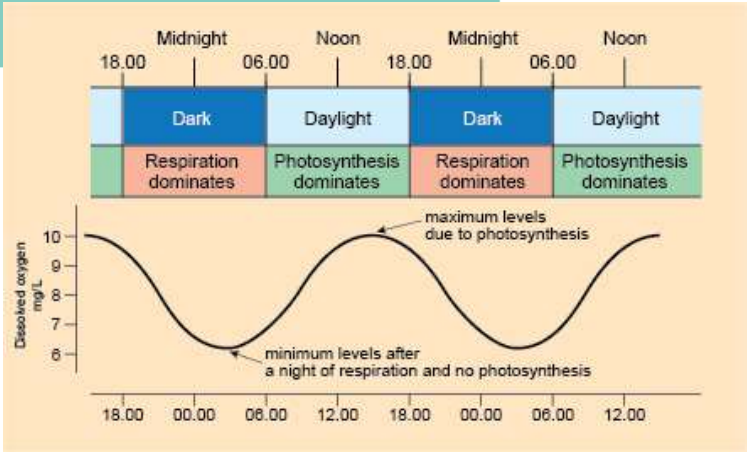 Midnight Noon Midnight Noon
18.00 06.00 18.00 06.00
Dark Daylight Dark Daylight
Respiration Photosynthesis Respiration Photosynthesis
dominates dominates dominates dominates
maximum levels
due to photosynthesis
Dissolved oxygen
mg/L
10
9
8
7
6
minimum levels after
a night of respiration and no photosynthesis
18.00 00.00 06.00 12.00 18.00 00.00 06.00 12.00